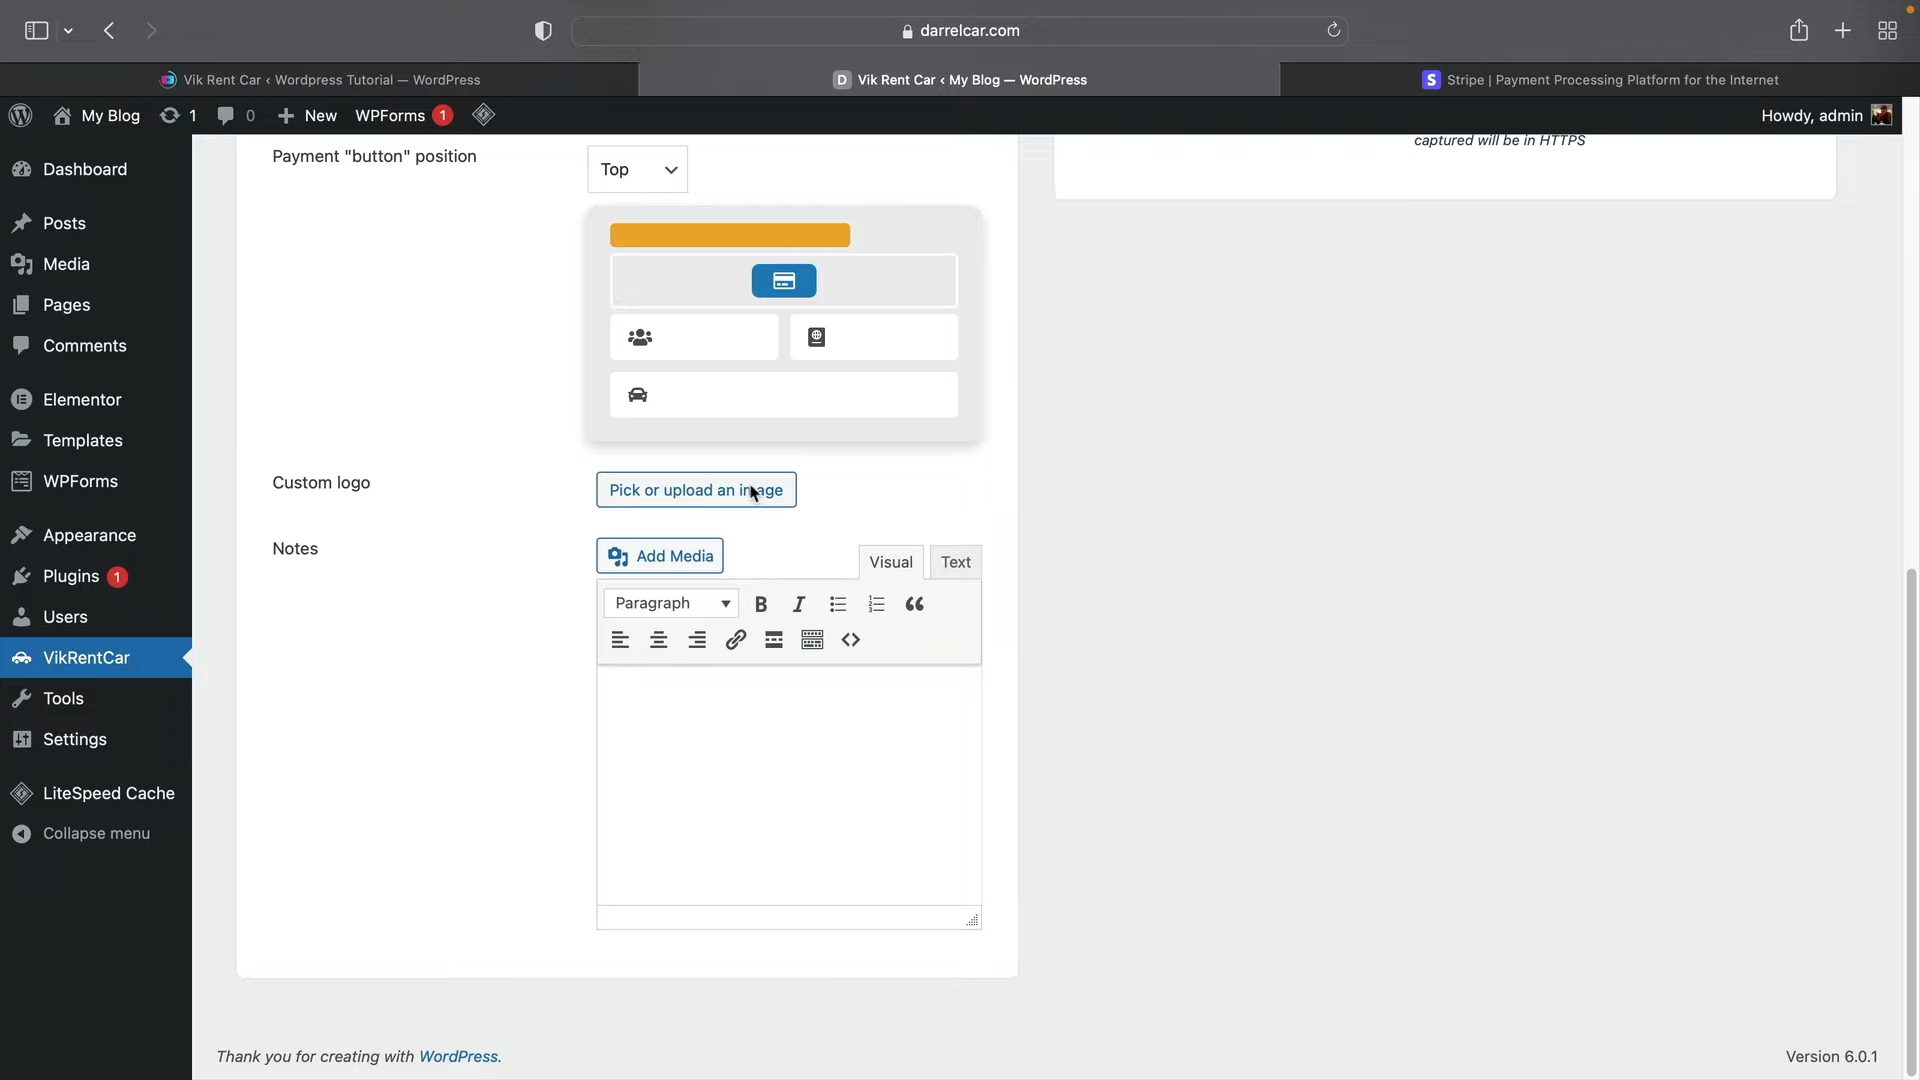 darrelcar.com
Vik Rent Car ‹ Wordpress Tutorial — WordPress
D Vik Rent Car ‹ My Blog — WordPress
S Stripe | Payment Processing Platform for the Internet
My Blog 1 0 New WPForms 1 Howdy, admin
captured will be in HTTPS
Dashboard
Posts
Media
Pages
Comments
Elementor
Templates
WPForms
Appearance
Plugins 1
Users
VikRentCar
Tools
Settings
LiteSpeed Cache
Collapse menu
Payment "button" position
Top
Custom logo
Pick or upload an image
Notes
Add Media
Visual
Text
Paragraph
Thank you for creating with WordPress.
Version 6.0.1